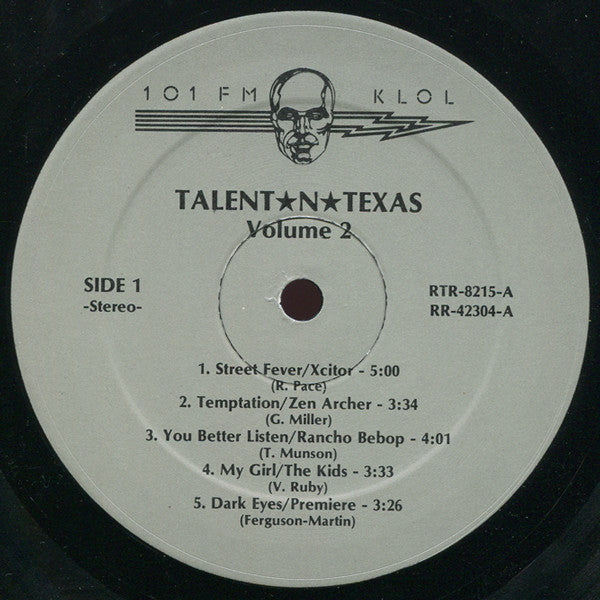 101 FM KLOL
TALENT★N★TEXAS
Volume 2
SIDE 1
-Stereo-
RTR-8215-A
RR-42304-A
1. Street Fever/Xcitor - 5:00
(R. Pace)
2. Temptation/Zen Archer - 3:34
(G. Miller)
3. You Better Listen/Rancho Bebop - 4:01
(T. Munson)
4. My Girl/The Kids - 3:33
(V. Ruby)
5. Dark Eyes/Premiere - 3:26
(Ferguson-Martin)